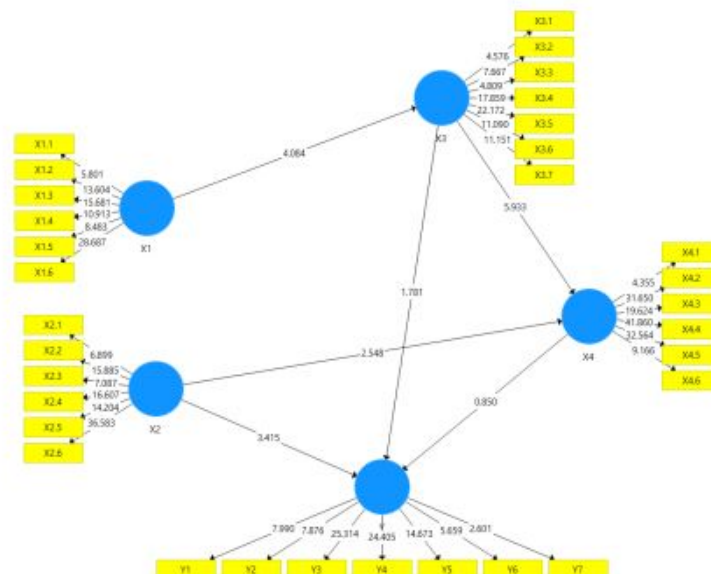 X3.1
4.576
X3.2
7.667
X3.3
4.809
X3.4
17.859
22.172
X3.5
11.090
X3.6
11.151
X3.7
X3
X1.1
5.801
X1.2
13.604
X1.3
15.681
X1.4
10.913
8.483
X1.5
28.687
X1.6
X1
4.084
5.933
1.781
X4.1
4.355
X4.2
31.650
X4.3
19.624
41.860
X4.4
32.564
X4.5
9.166
X4.6
X4
X2.1
6.899
X2.2
15.885
X2.3
7.087
16.607
X2.4
14.204
X2.5
36.583
X2.6
X2
2.548
0.850
3.415
7.990
7.876
25.314
24.405
14.673
5.659
2.601
Y1
Y2
Y3
Y4
Y5
Y6
Y7